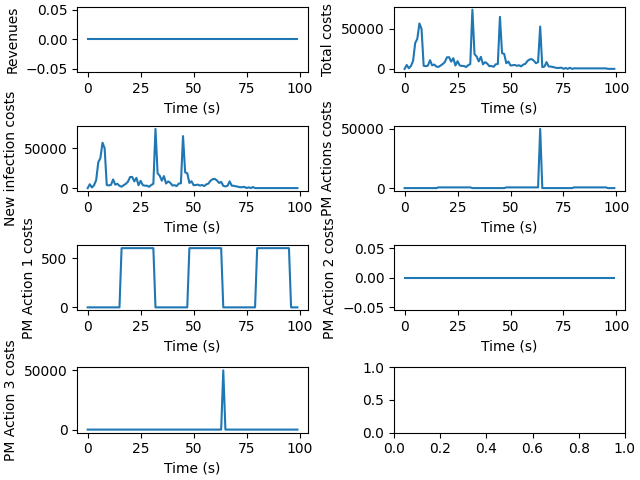 Revenues
0.05
0.00
−0.05
0 25 50 75 100
Time (s)
Total costs
50000
0
0 25 50 75 100
Time (s)
New infection costs
50000
0
0 25 50 75 100
Time (s)
PM Actions costs
50000
0
0 25 50 75 100
Time (s)
PM Action 1 costs
500
0
0 25 50 75 100
Time (s)
PM Action 2 costs
0.05
0.00
−0.05
0 25 50 75 100
Time (s)
PM Action 3 costs
50000
0
0 25 50 75 100
Time (s)
1.0
0.5
0.0
0.0 0.2 0.4 0.6 0.8 1.0